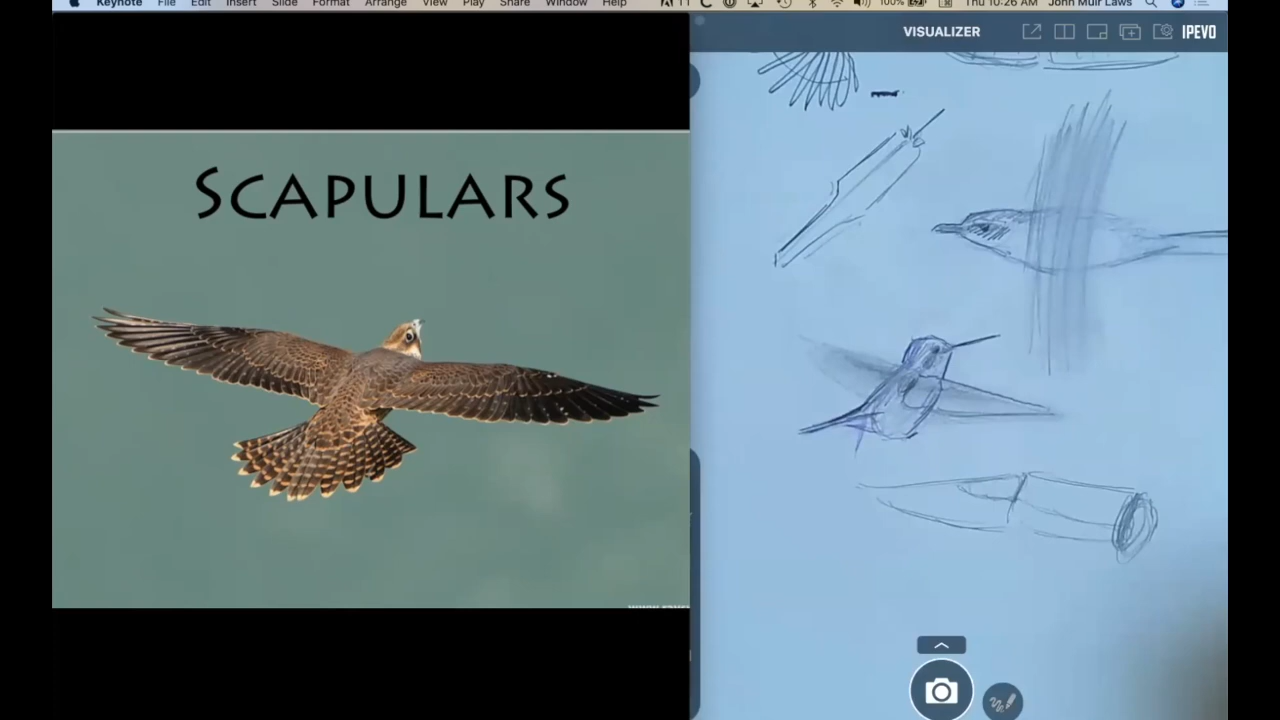 Keynote File Edit Insert Slide Format Arrange View Play Share Window Help 100% Thu 10:26 AM John Muir Laws
VISUALIZER IPEVO
SCAPULARS